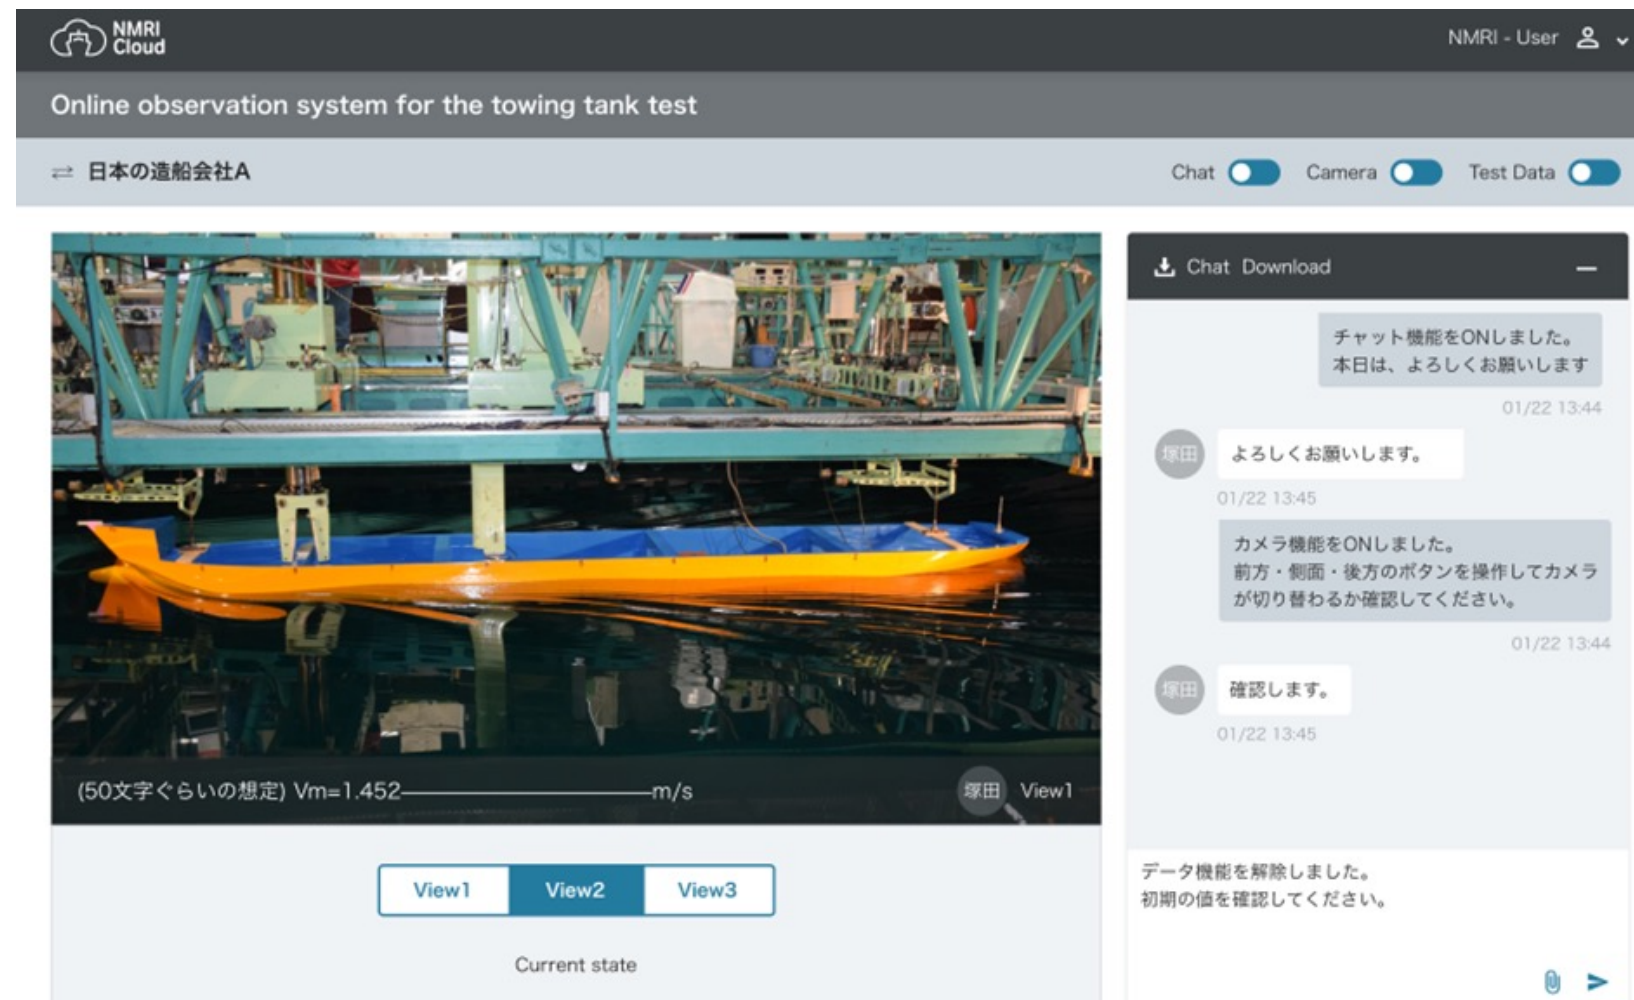 NMRI
Cloud
NMRI - User
Online observation system for the towing tank test
日本の造船会社A
Chat
Camera
Test Data
(50文字ぐらいの想定) Vm=1.452―――――――――m/s
塚田
View1
View1
View2
View3
Current state
Chat Download
チャット機能をONしました。
本日は、よろしくお願いします
01/22 13:44
塚田
よろしくお願いします。
01/22 13:45
カメラ機能をONしました。
前方・側面・後方のボタンを操作してカメラ
が切り替わるか確認してください。
01/22 13:44
塚田
確認します。
01/22 13:45
データ機能を解除しました。
初期の値を確認してください。